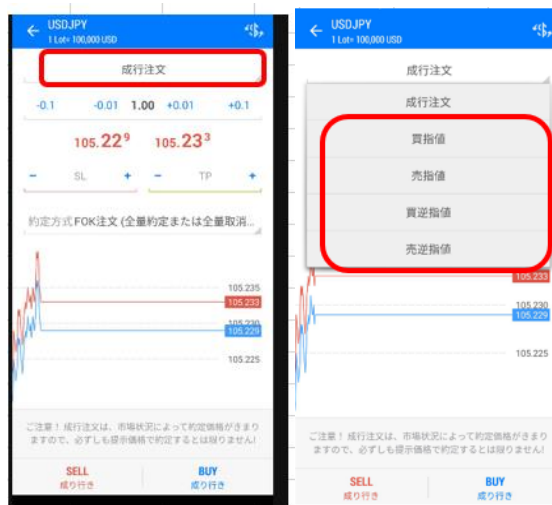 USDJPY
1 Lot= 100,000 USD
成行注文
-0.1 -0.01 1.00 +0.01 +0.1
105.22⁹ 105.23³
- SL + - TP +
約定方式 FOK注文 (全量約定または全量取消...
105.235
105.233
105.230
105.229
105.225
ご注意！成行注文は、市場状況によって約定価格がきまり
ますので、必ずしも提示価格で約定するとは限りません!
SELL BUY
成り行き 成り行き
USDJPY
1 Lot= 100,000 USD
成行注文
成行注文
買指値
売指値
買逆指値
売逆指値
105.233
105.230
105.229
105.225
ご注意！成行注文は、市場状況によって約定価格がきまり
ますので、必ずしも提示価格で約定するとは限りません!
SELL BUY
成り行き 成り行き